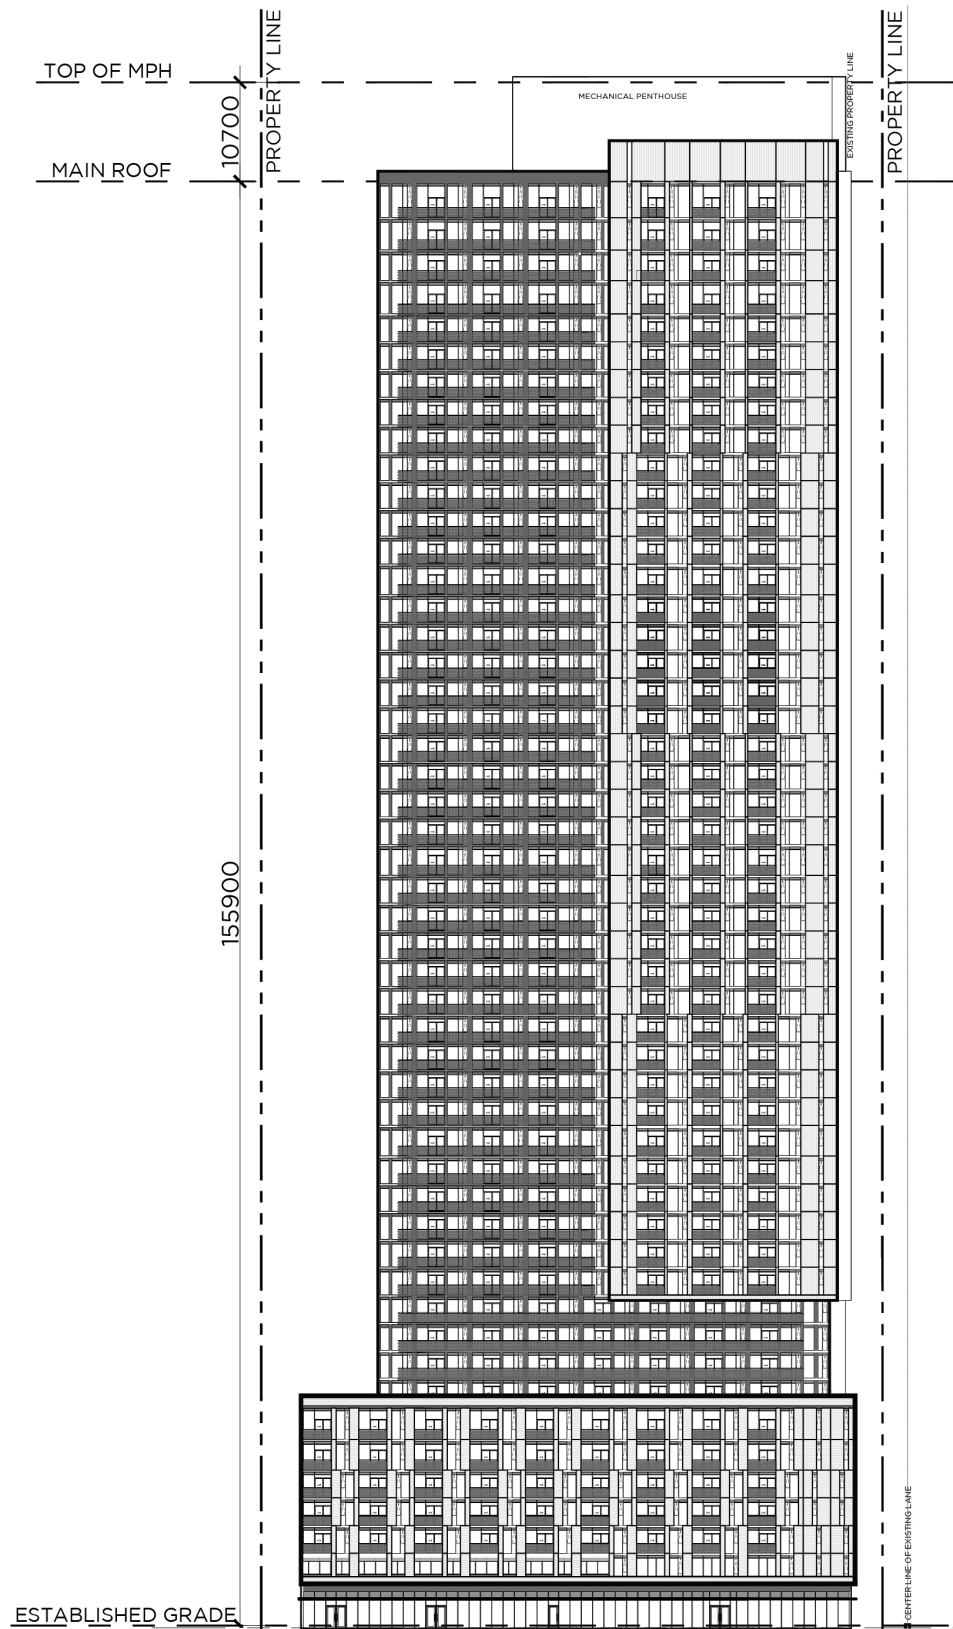 PROPERTY LINE
PROPERTY LINE
TOP OF MPH
EXISTING PROPERTY LINE
MECHANICAL PENTHOUSE
10700
MAIN ROOF
155900
CENTER LINE OF EXISTING LANE
ESTABLISHED GRADE